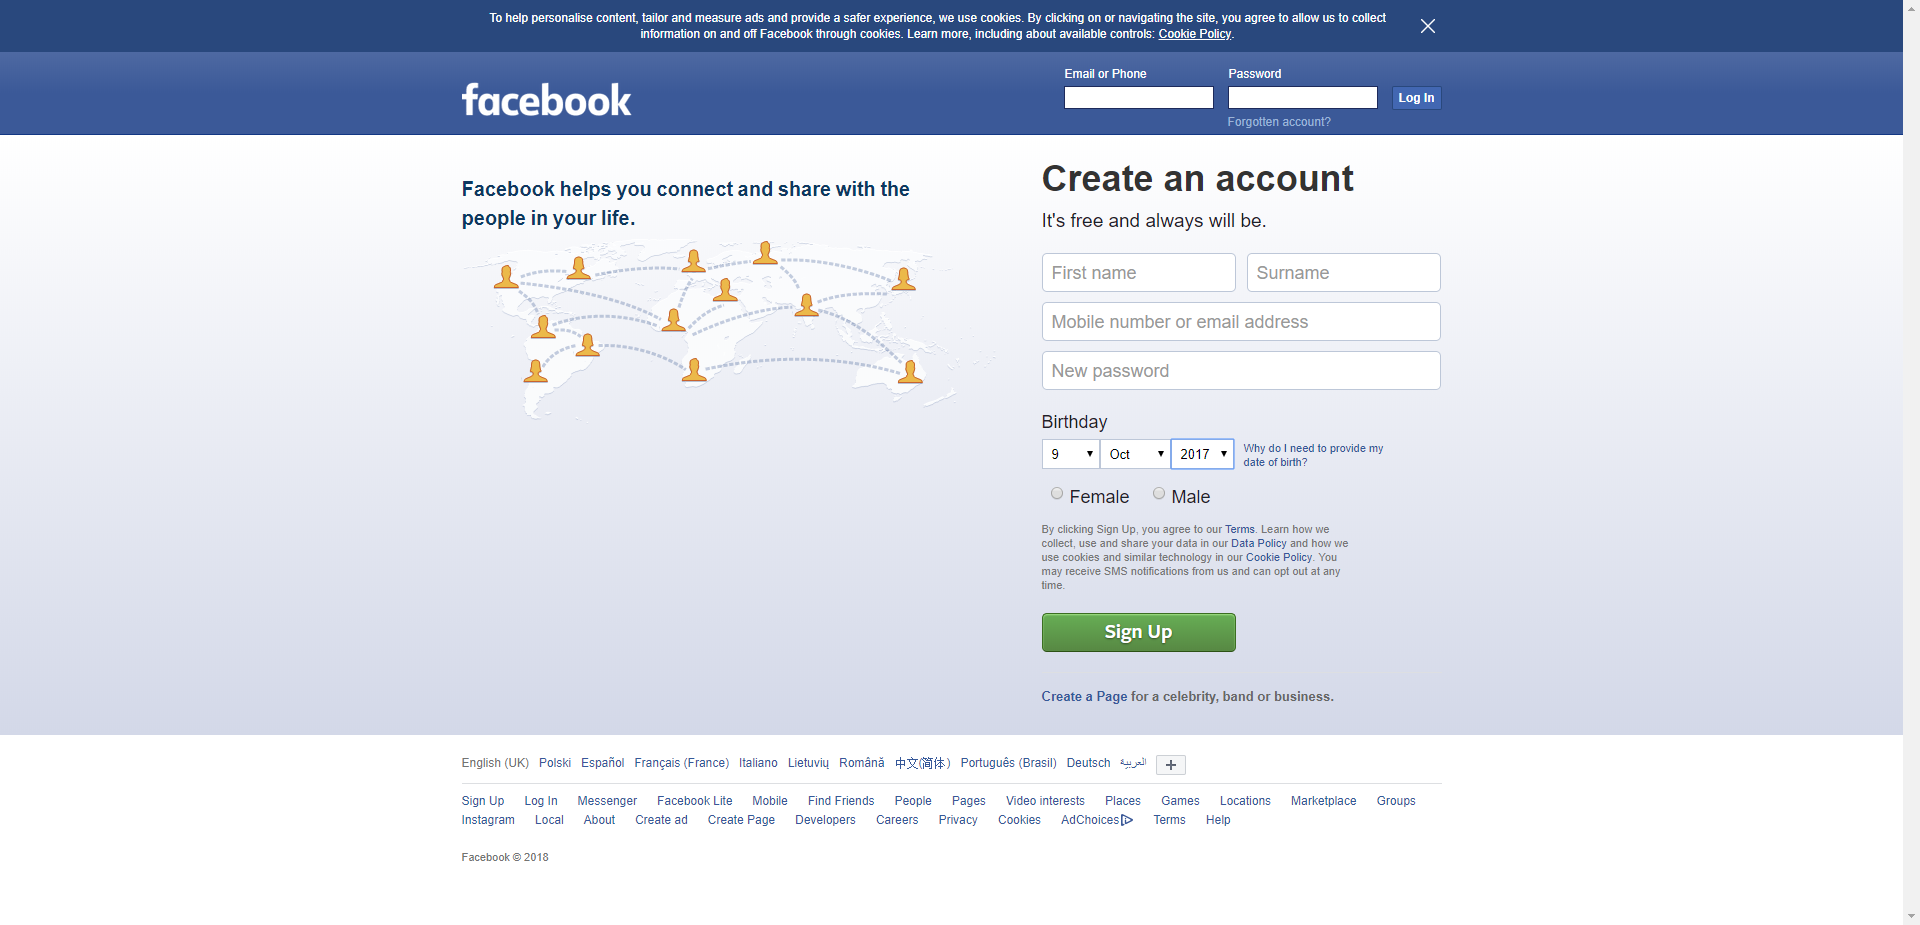 To help personalise content, tailor and measure ads and provide a safer experience, we use cookies. By clicking on or navigating the site, you agree to allow us to collect
information on and off Facebook through cookies. Learn more, including about available controls: Cookie Policy.
facebook
Email or Phone
Password
Log In
Forgotten account?
Facebook helps you connect and share with the
people in your life.
Create an account
It's free and always will be.
First name
Surname
Mobile number or email address
New password
Birthday
9 Oct 2017
Why do I need to provide my
date of birth?
Female Male
By clicking Sign Up, you agree to our Terms. Learn how we
collect, use and share your data in our Data Policy and how we
use cookies and similar technology in our Cookie Policy. You
may receive SMS notifications from us and can opt out at any
time.
Sign Up
Create a Page for a celebrity, band or business.
English (UK) Polski Español Français (France) Italiano Lietuvių Română 中文(简体) Português (Brasil) Deutsch العربية +
Sign Up Log In Messenger Facebook Lite Mobile Find Friends People Pages Video interests Places Games Locations Marketplace Groups
Instagram Local About Create ad Create Page Developers Careers Privacy Cookies AdChoices Terms Help
Facebook © 2018